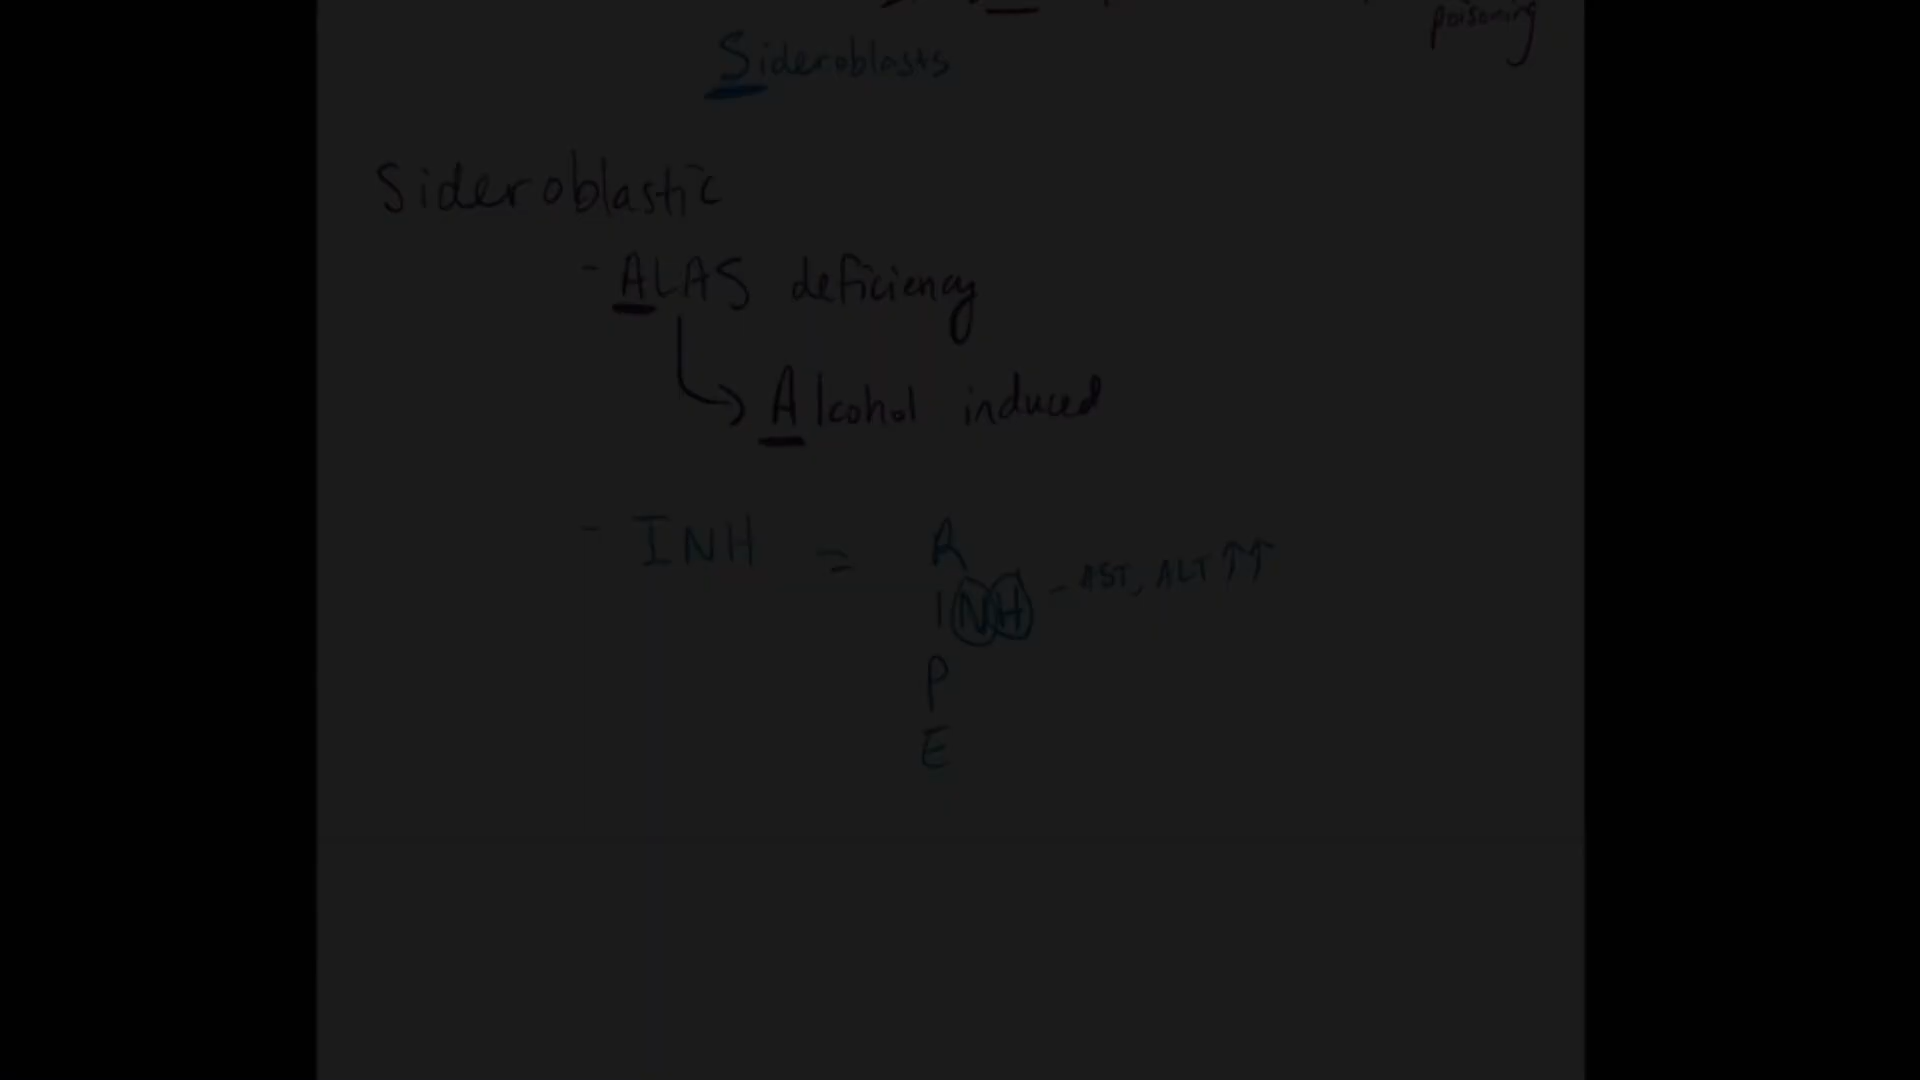 poisoning
Sideroblasts
Sideroblastic
- ALAS deficiency
Alcohol induced
- INH = R
INH - AST, ALT ↑↑
P
E